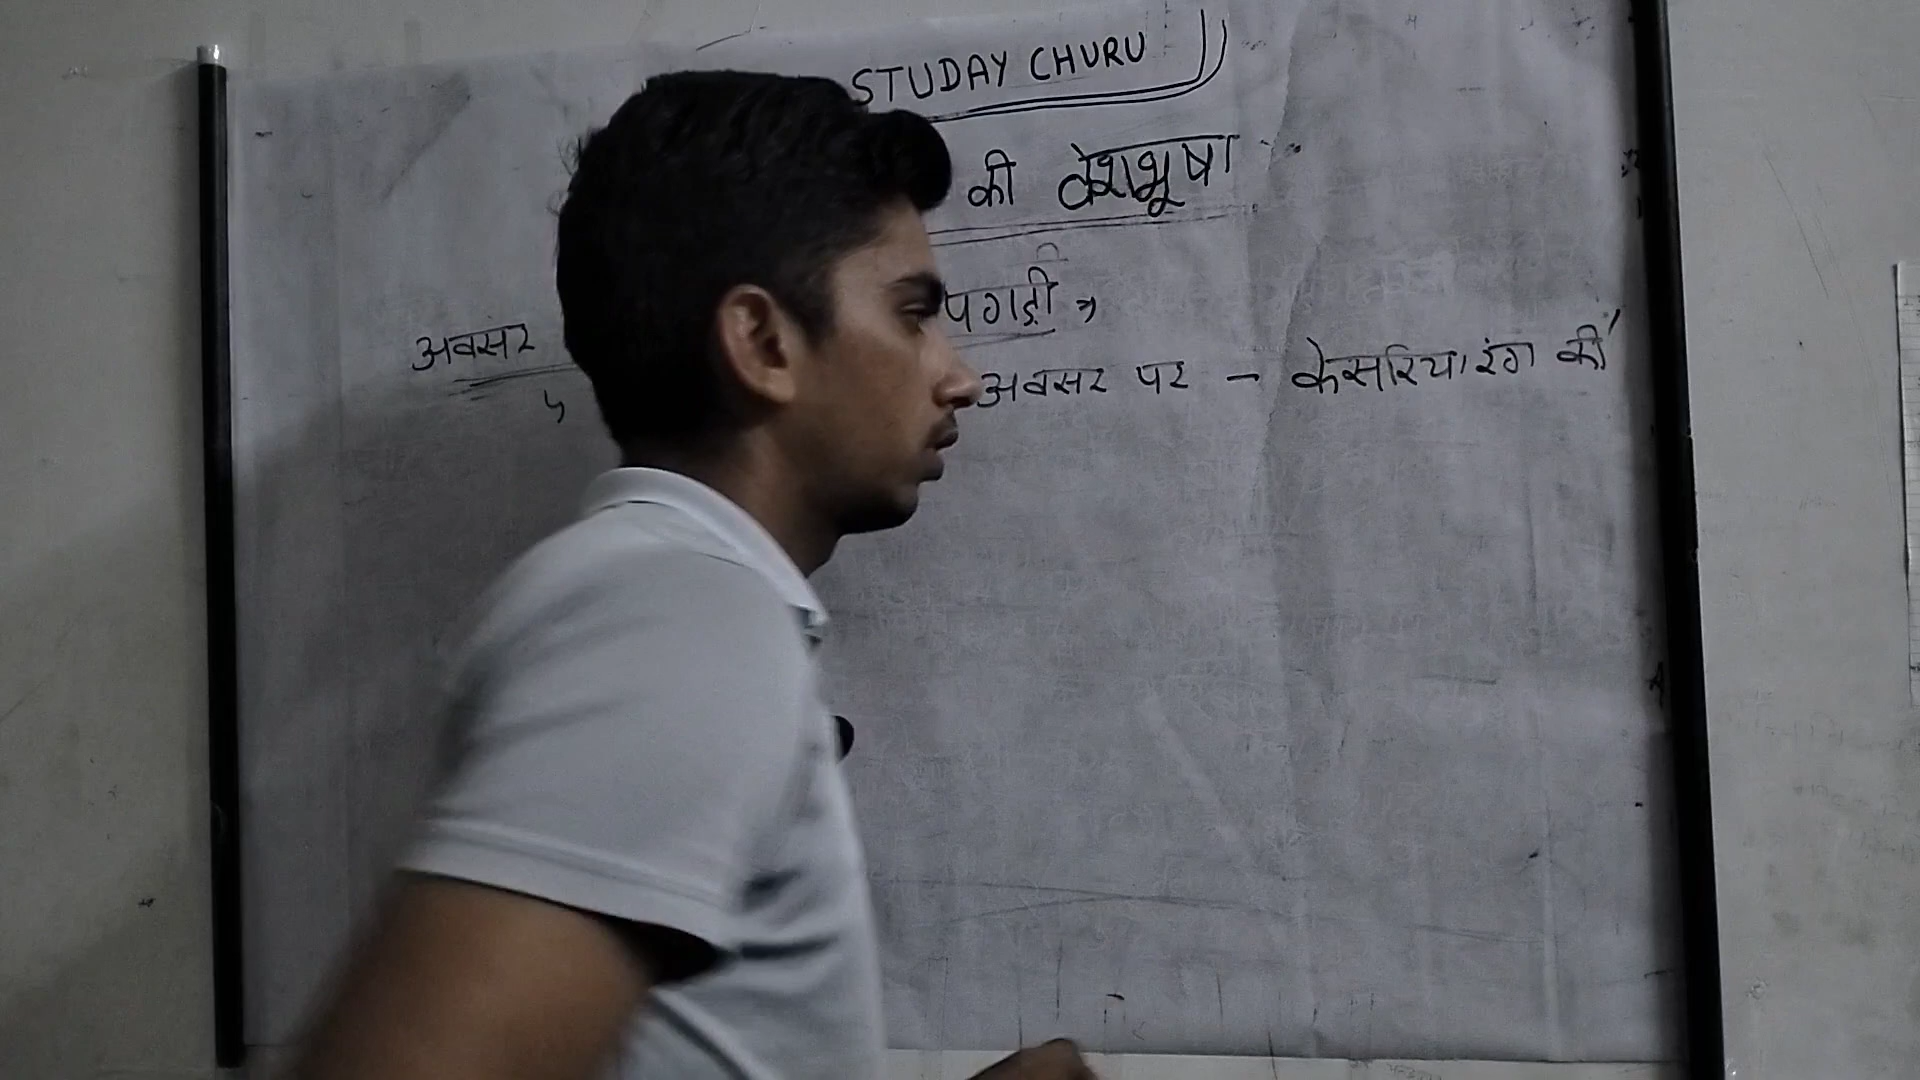 STUDAY CHURU
की वेशभूषा
पगड़ी →
अवसर
अवसर पर - केसरिया रंग की